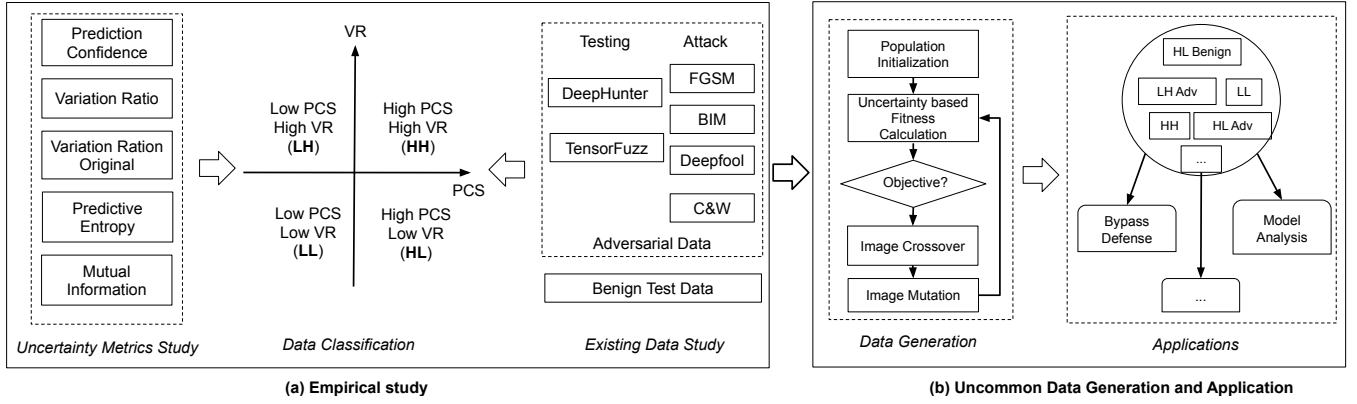 Prediction
Confidence
Variation Ratio
Variation Ration
Original
Predictive
Entropy
Mutual
Information
Uncertainty Metrics Study
VR
Low PCS
High VR
(LH)
High PCS
High VR
(HH)
PCS
Low PCS
Low VR
(LL)
High PCS
Low VR
(HL)
Data Classification
Testing
Attack
DeepHunter
TensorFuzz
FGSM
BIM
Deepfool
C&W
Adversarial Data
Benign Test Data
Existing Data Study
(a) Empirical study
Population
Initialization
Uncertainty based
Fitness
Calculation
Objective?
Image Crossover
Image Mutation
Data Generation
HL Benign
LH Adv
LL
HH
HL Adv
...
Bypass
Defense
Model
Analysis
...
Applications
(b) Uncommon Data Generation and Application